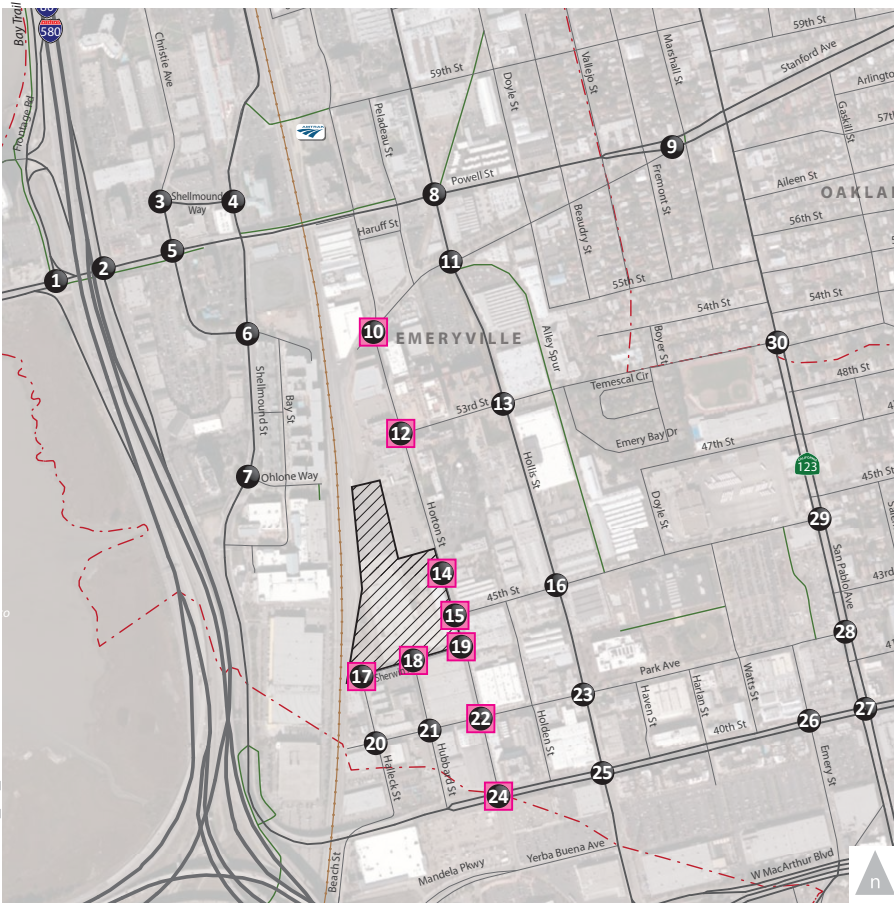 80
580
Bay Trail
Christie Ave
59th St
Stanford Ave
Marshall St
Vallejo St
59th St
Doyle St
Arlingto
Frontage Rd
Peladeau St
AMTRAK
Gaskill St
57t
9
Powell St
Fremont St
Aileen St
OAKLA
8
3
Shellmound
Way
4
Beaudry St
56th St
Haruff St
5
11
2
1
55th St
54th St
54th St
10
EMERYVILLE
6
Alley Spur
Boyer St
30
48th St
Temescal Cir
Shellmound St
Bay St
53rd St
13
12
Emery Bay Dr
47th St
Hollis St
123
CALIFORNIA
45th St
7
Ohlone Way
Horton St
Doyle St
29
San Pablo Ave
14
45th St
16
43rd
15
28
19
18
17
Park Ave
Watts St
Harlan St
Haven St
23
22
Holden St
27
26
40th St
21
20
Hubbard St
Halleck St
25
Emery St
24
Yerba Buena Ave
W MacArthur Blvd
Mandela Pkwy
Beach St
n